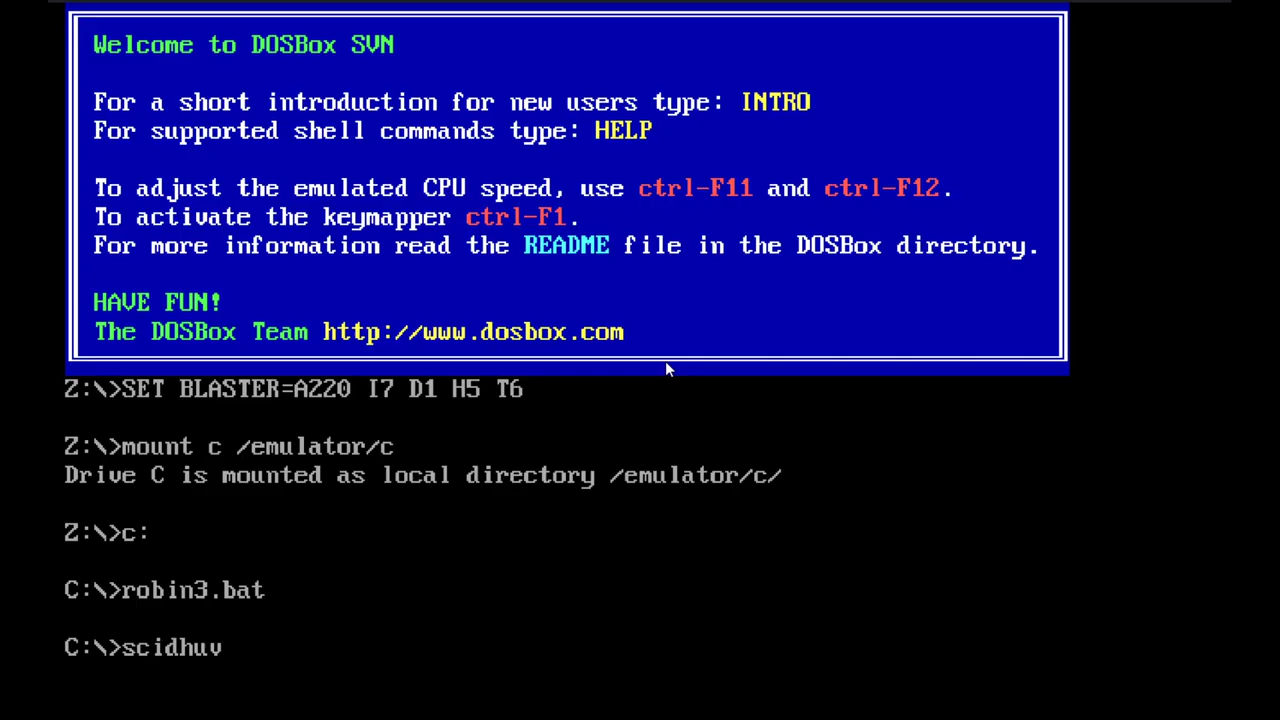 Welcome to DOSBox SVN
For a short introduction for new users type: INTRO
For supported shell commands type: HELP
To adjust the emulated CPU speed, use ctrl-F11 and ctrl-F12.
To activate the keymapper ctrl-F1.
For more information read the README file in the DOSBox directory.
HAVE FUN!
The DOSBox Team http://www.dosbox.com
Z:\>SET BLASTER=A220 I7 D1 H5 T6
Z:\>mount c /emulator/c
Drive C is mounted as local directory /emulator/c/
Z:\>c:
C:\>robin3.bat
C:\>scidhuv